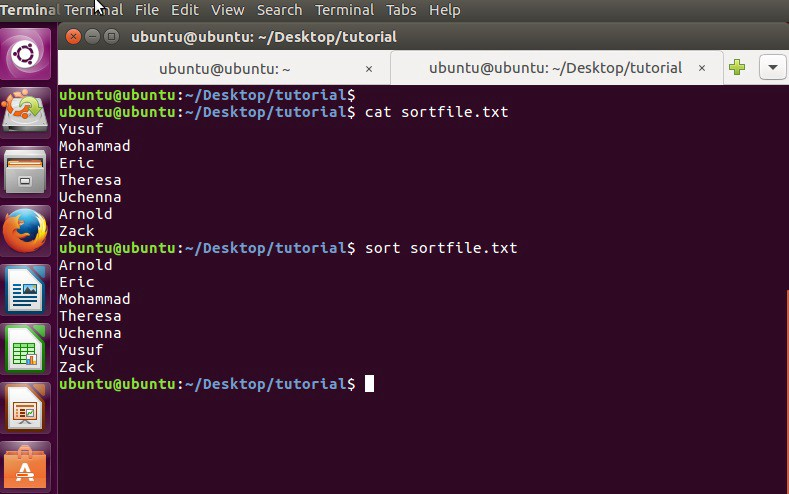 Terminal Terminal File Edit View Search Terminal Tabs Help
ubuntu@ubuntu: ~/Desktop/tutorial
ubuntu@ubuntu: ~ × ubuntu@ubuntu: ~/Desktop/tutorial ×
ubuntu@ubuntu:~/Desktop/tutorial$
ubuntu@ubuntu:~/Desktop/tutorial$ cat sortfile.txt
Yusuf
Mohammad
Eric
Theresa
Uchenna
Arnold
Zack
ubuntu@ubuntu:~/Desktop/tutorial$ sort sortfile.txt
Arnold
Eric
Mohammad
Theresa
Uchenna
Yusuf
Zack
ubuntu@ubuntu:~/Desktop/tutorial$